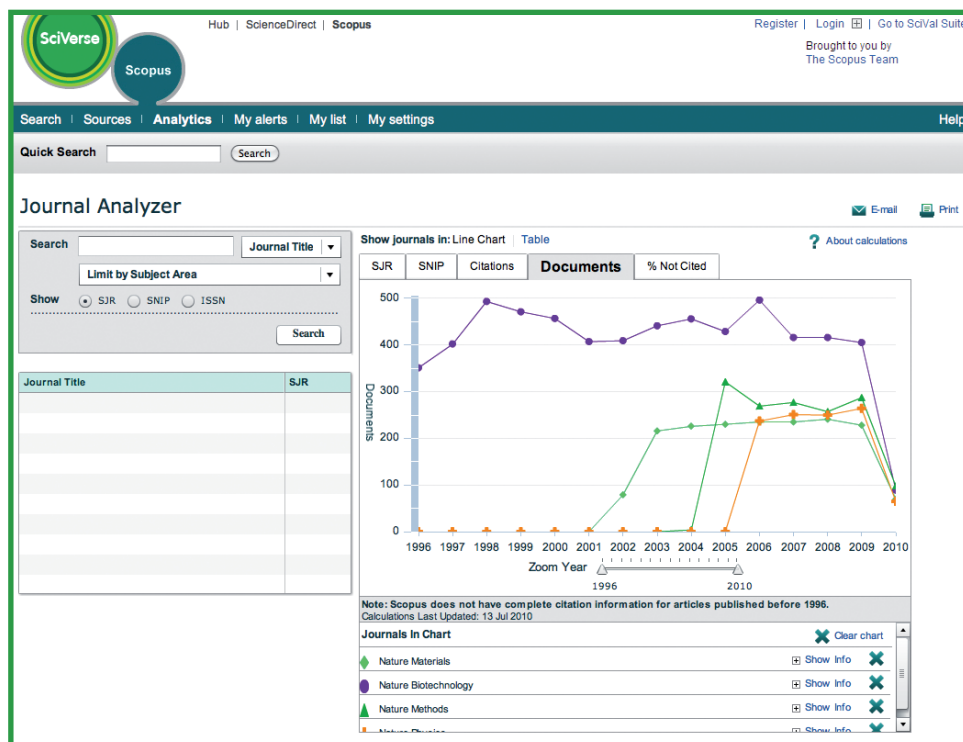 Hub | ScienceDirect | Scopus
Register | Login | Go to SciVal Suite
SciVerse
Scopus
Brought to you by
The Scopus Team
Search | Sources | Analytics | My alerts | My list | My settings
Help
Quick Search
Search
Journal Analyzer
E-mail Print
Search
Journal Title
Limit by Subject Area
Show SJR SNIP ISSN
Search
Journal Title SJR
Show journals in: Line Chart | Table
About calculations
SJR SNIP Citations Documents % Not Cited
500
400
300
200
100
0
Documents
1996 1997 1998 1999 2000 2001 2002 2003 2004 2005 2006 2007 2008 2009 2010
Zoom Year
1996 2010
Note: Scopus does not have complete citation information for articles published before 1996.
Calculations Last Updated: 13 Jul 2010
Journals In Chart Clear chart
Nature Materials Show Info
Nature Biotechnology Show Info
Nature Methods Show Info
Nature Physics Show Info